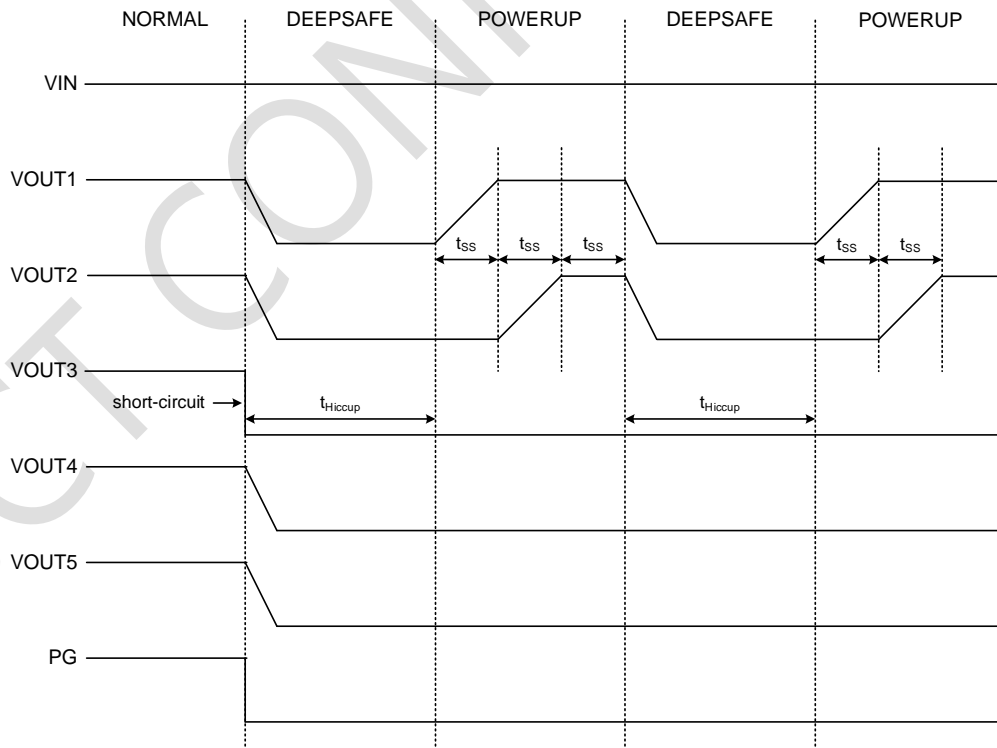 NORMAL DEEPSAFE POWERUP DEEPSAFE POWERUP
VIN
VOUT1
tSS tSS tSS tSS tSS
VOUT2
VOUT3
short-circuit tHiccup tHiccup
VOUT4
VOUT5
PG